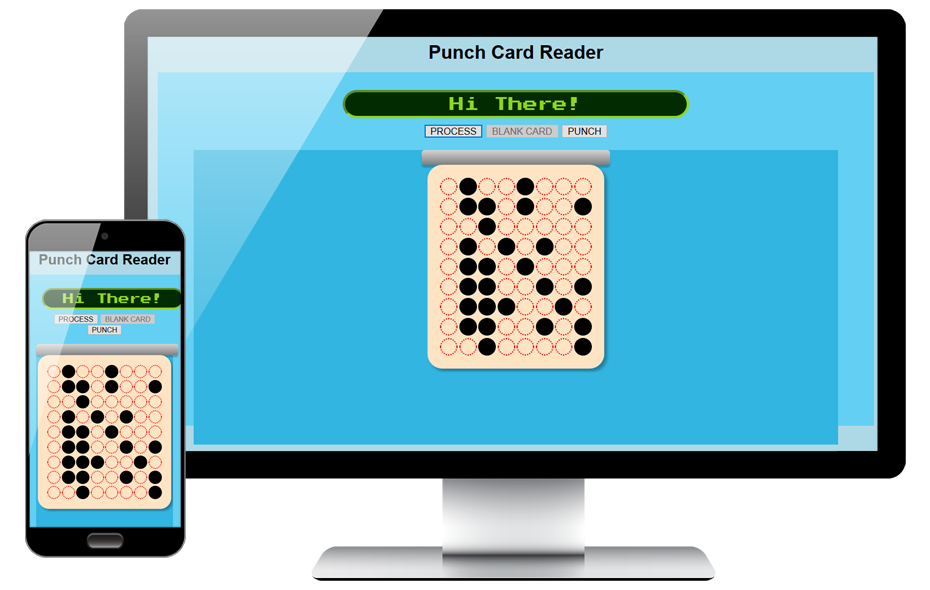 Punch Card Reader
Hi There!
PROCESS BLANK CARD PUNCH
Punch Card Reader
Hi There!
PROCESS BLANK CARD
PUNCH